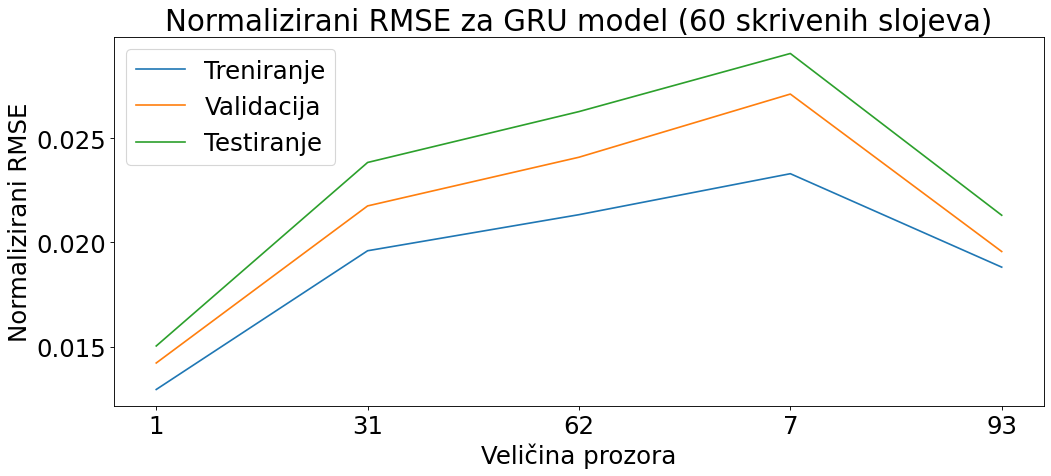 Normalizirani RMSE za GRU model (60 skrivenih slojeva)
Treniranje
Validacija
Testiranje
Normalizirani RMSE
0.025
0.020
0.015
1 31 62 7 93
Veličina prozora